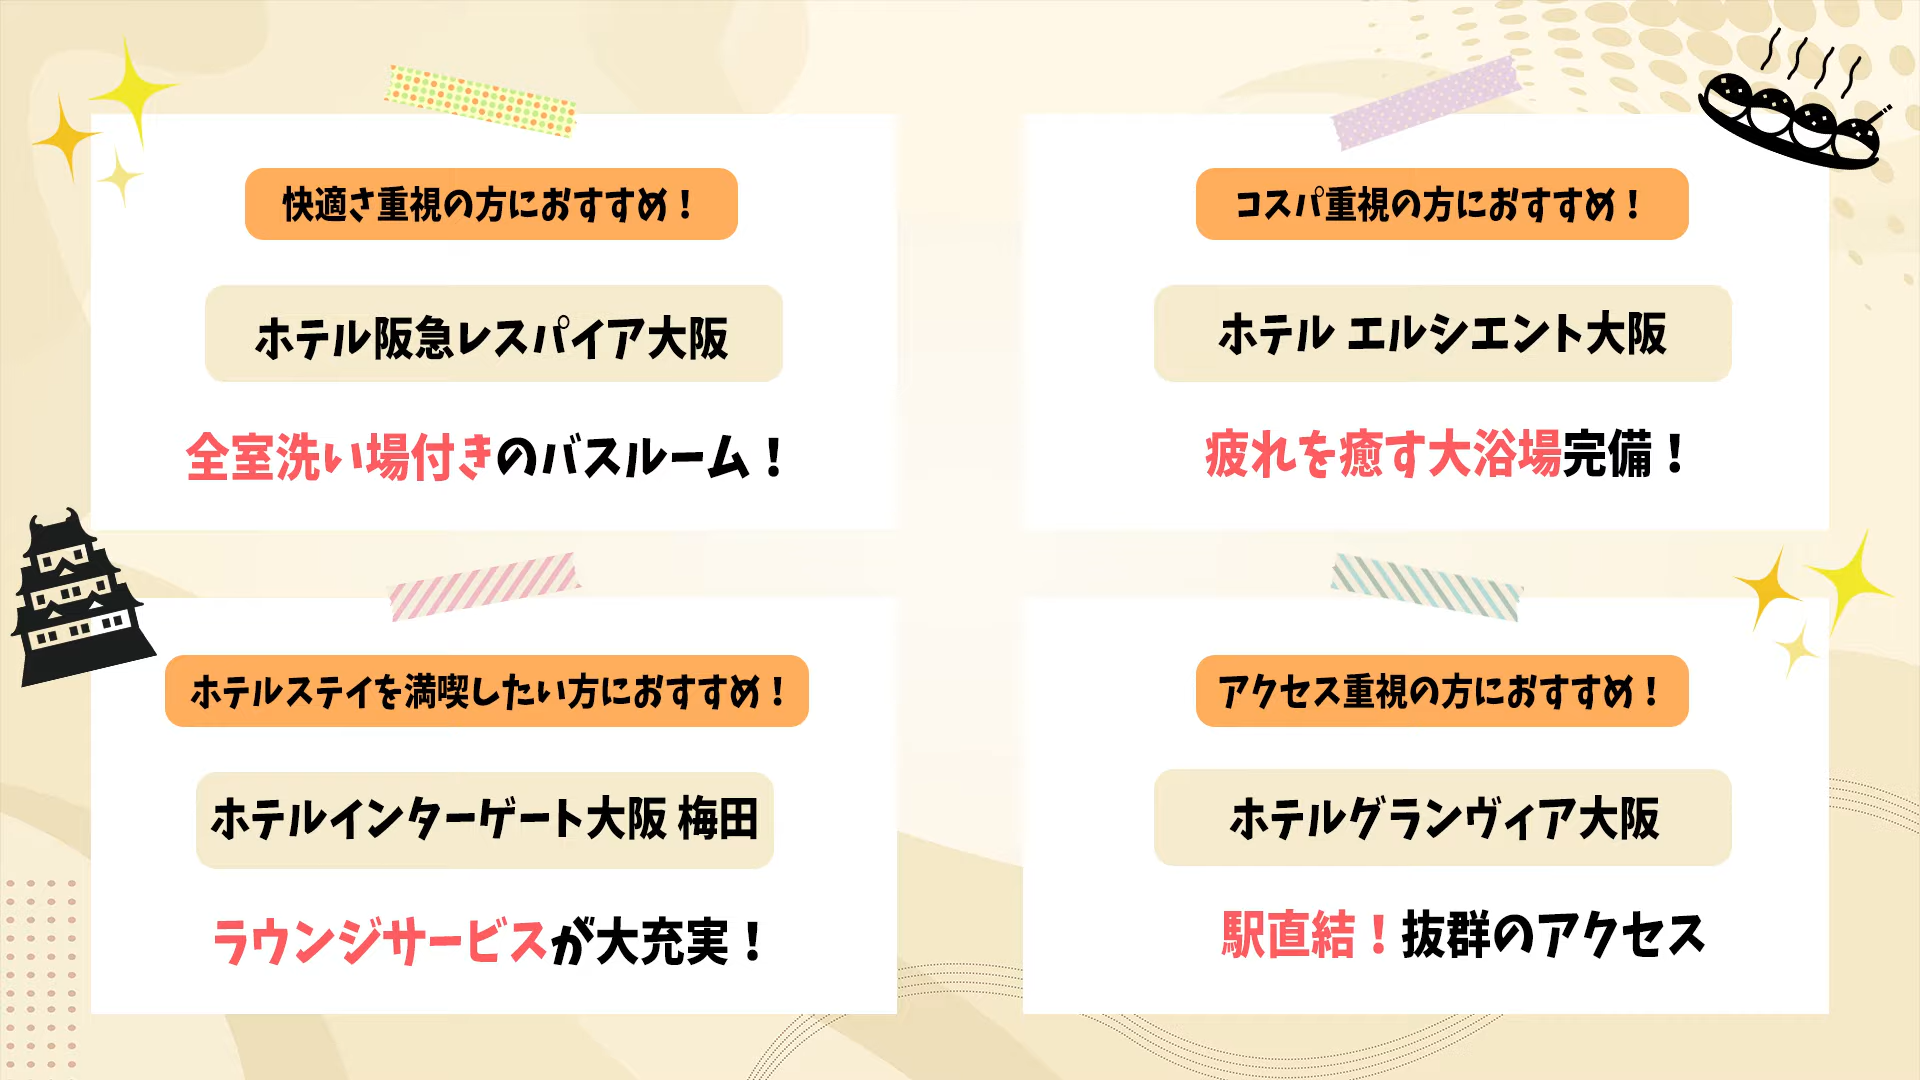 快適さ重視の方におすすめ！
ホテル阪急レスパイア大阪
全室洗い場付きのバスルーム！
コスパ重視の方におすすめ！
ホテル エルシエント大阪
疲れを癒す大浴場完備！
ホテルステイを満喫したい方におすすめ！
ホテルインターゲート大阪 梅田
ラウンジサービスが大充実！
アクセス重視の方におすすめ！
ホテルグランヴィア大阪
駅直結！抜群のアクセス